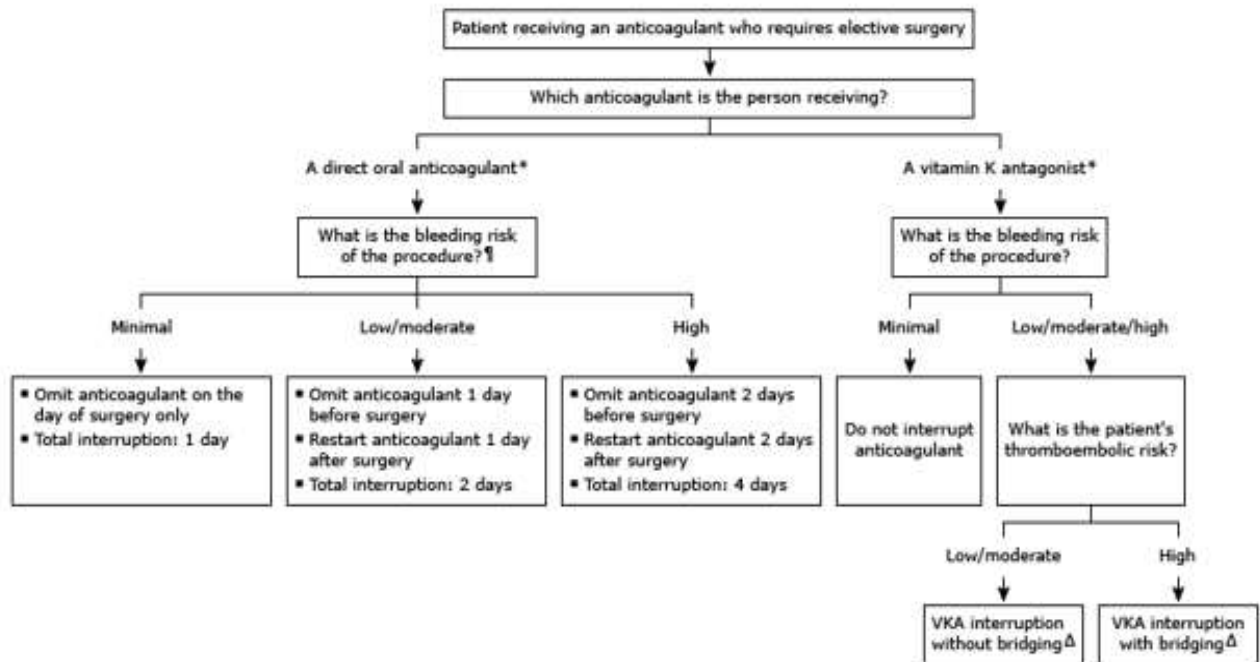 Patient receiving an anticoagulant who requires elective surgery
Which anticoagulant is the person receiving?
A direct oral anticoagulant*
A vitamin K antagonist*
What is the bleeding risk
of the procedure?¶
What is the bleeding risk
of the procedure?
Minimal
Low/moderate
High
Minimal
Low/moderate/high
▪ Omit anticoagulant on the
day of surgery only
▪ Total interruption: 1 day
▪ Omit anticoagulant 1 day
before surgery
▪ Restart anticoagulant 1 day
after surgery
▪ Total interruption: 2 days
▪ Omit anticoagulant 2 days
before surgery
▪ Restart anticoagulant 2 days
after surgery
▪ Total interruption: 4 days
Do not interrupt
anticoagulant
What is the patient's
thromboembolic risk?
Low/moderate
High
VKA interruption
without bridgingΔ
VKA interruption
with bridgingΔ